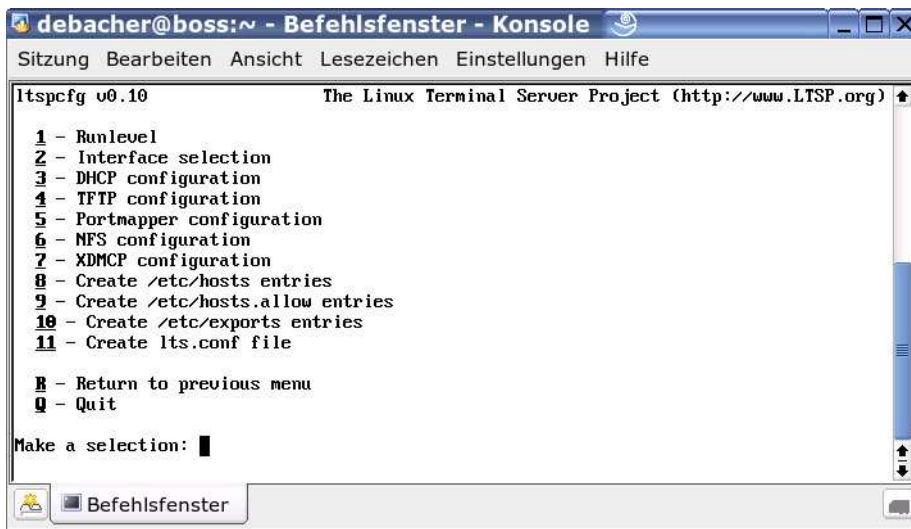 debacher@boss:~ - Befehlsfenster - Konsole
Sitzung Bearbeiten Ansicht Lesezeichen Einstellungen Hilfe
ltspcfg v0.10 The Linux Terminal Server Project (http://www.LTSP.org)
1 - Runlevel
2 - Interface selection
3 - DHCP configuration
4 - TFTP configuration
5 - Portmapper configuration
6 - NFS configuration
7 - XDMCP configuration
8 - Create /etc/hosts entries
9 - Create /etc/hosts.allow entries
10 - Create /etc/exports entries
11 - Create lts.conf file
R - Return to previous menu
Q - Quit
Make a selection:
Befehlsfenster